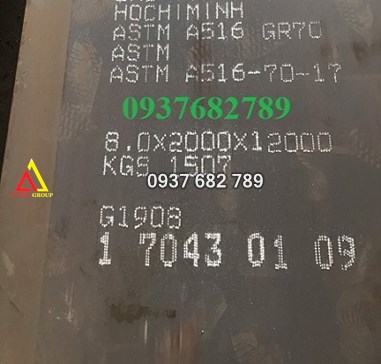 HOCHIMINH
ASTM A516 GR70
ASTM
ASTM A516-70-17
0937682789
8.0X2000X12000
KGS 1507
0937 682 789
GROUP
G1908
1 7043 01 09